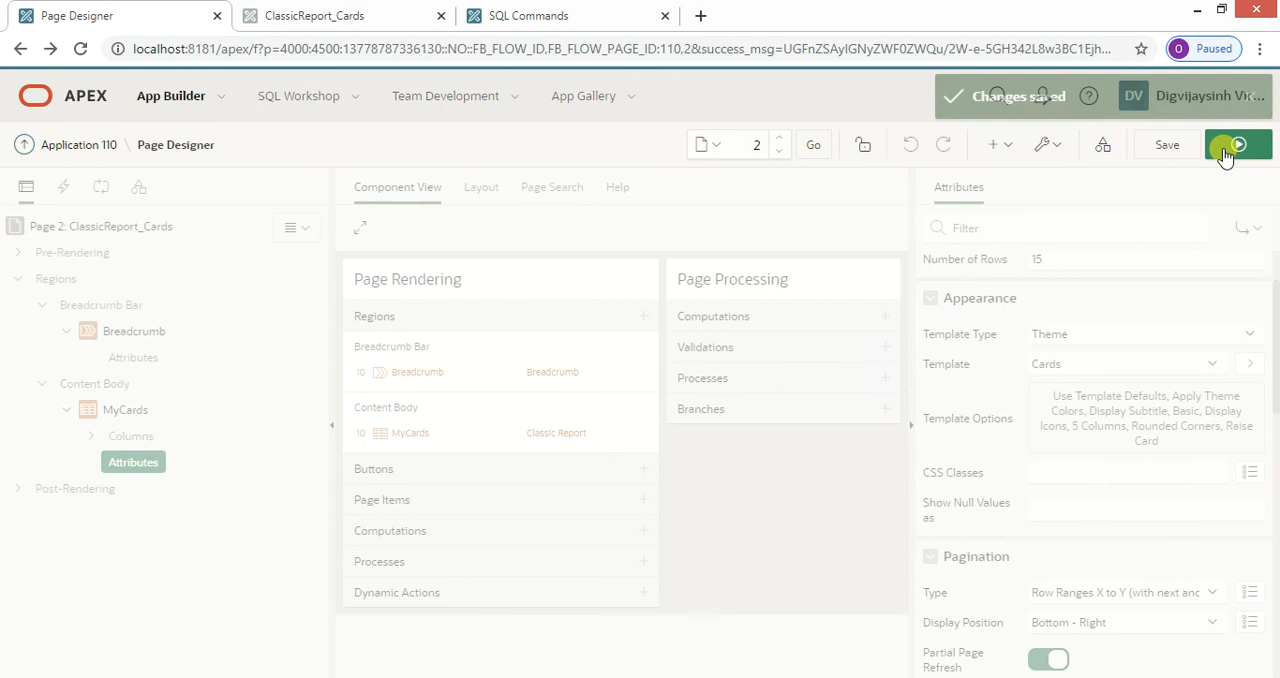 Page Designer
ClassicReport_Cards
SQL Commands
localhost:8181/apex/f?p=4000:4500:13778787336130::NO::FB_FLOW_ID,FB_FLOW_PAGE_ID:110,2&success_msg=UGFnZSAyIGNyZWF0ZWQu/2W-e-5GH342L8w3BC1Ejh...
O Paused
APEX
App Builder
SQL Workshop
Team Development
App Gallery
Changes saved
DV
Application 110 \ Page Designer
2
Go
Save
Component View
Layout
Page Search
Help
Attributes
Page 2: ClassicReport_Cards
Pre-Rendering
Regions
Breadcrumb Bar
Breadcrumb
Attributes
Content Body
MyCards
Columns
Attributes
Post-Rendering
Page Rendering
Regions
Breadcrumb Bar
10 Breadcrumb Breadcrumb
Content Body
10 MyCards Classic Report
Buttons
Page Items
Computations
Processes
Dynamic Actions
Page Processing
Computations
Validations
Processes
Branches
Filter
Number of Rows 15
Appearance
Template Type Theme
Template Cards
Template Options
Use Template Defaults, Apply Theme
Colors, Display Subtitle, Basic, Display
Icons, 5 Columns, Rounded Corners, Raise
Card
CSS Classes
Show Null Values
as
Pagination
Type Row Ranges X to Y (with next and
Display Position Bottom - Right
Partial Page
Refresh